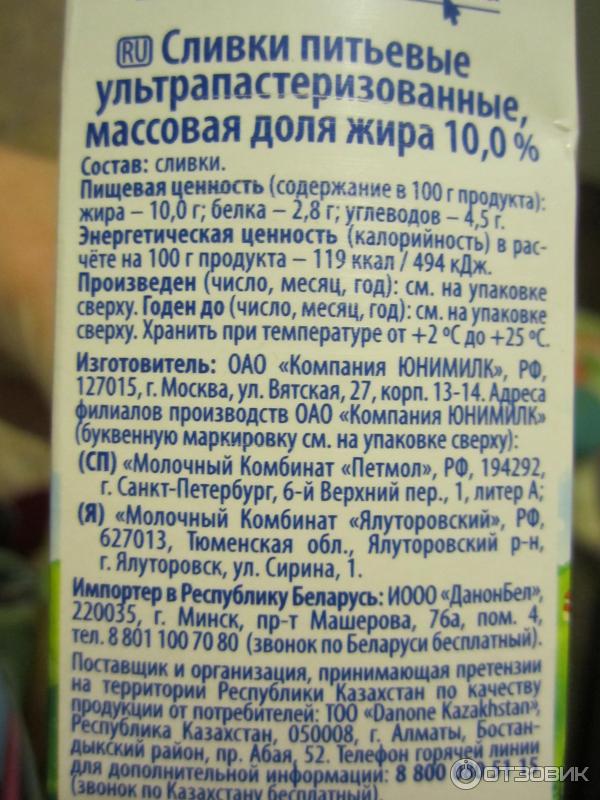 RU Сливки питьевые
ультрапастеризованные,
массовая доля жира 10,0 %
Состав: сливки.
Пищевая ценность (содержание в 100 г продукта):
жира – 10,0 г; белка – 2,8 г; углеводов – 4,5 г.
Энергетическая ценность (калорийность) в рас-
чёте на 100 г продукта – 119 ккал / 494 кДж.
Произведен (число, месяц, год): см. на упаковке
сверху. Годен до (число, месяц, год): см. на упаковке
сверху. Хранить при температуре от +2 ºC до +25 ºC.
Изготовитель: ОАО «Компания ЮНИМИЛК», РФ,
127015, г. Москва, ул. Вятская, 27, корп. 13-14. Адреса
филиалов производств ОАО «Компания ЮНИМИЛК»
(буквенную маркировку см. на упаковке сверху):
(СП) «Молочный Комбинат «Петмол», РФ, 194292,
г. Санкт-Петербург, 6-й Верхний пер., 1, литер А;
(Я) «Молочный Комбинат «Ялуторовский», РФ,
627013, Тюменская обл., Ялуторовский р-н,
г. Ялуторовск, ул. Сирина, 1.
Импортер в Республику Беларусь: ИООО «ДанонБел»,
220035, г. Минск, пр-т Машерова, 76а, пом. 4,
тел. 8 801 100 70 80 (звонок по Беларуси бесплатный).
Поставщик и организация, принимающая претензии
на территории Республики Казахстан по качеству
продукции от потребителей: ТОО «Danone Kazakhstan»,
Республика Казахстан, 050008, г. Алматы, Бостан-
дыкский район, пр. Абая, 52. Телефон горячей линии
для дополнительной информации: 8 800
(звонок по Казахстану бесплатный)
ОТЗОВИК